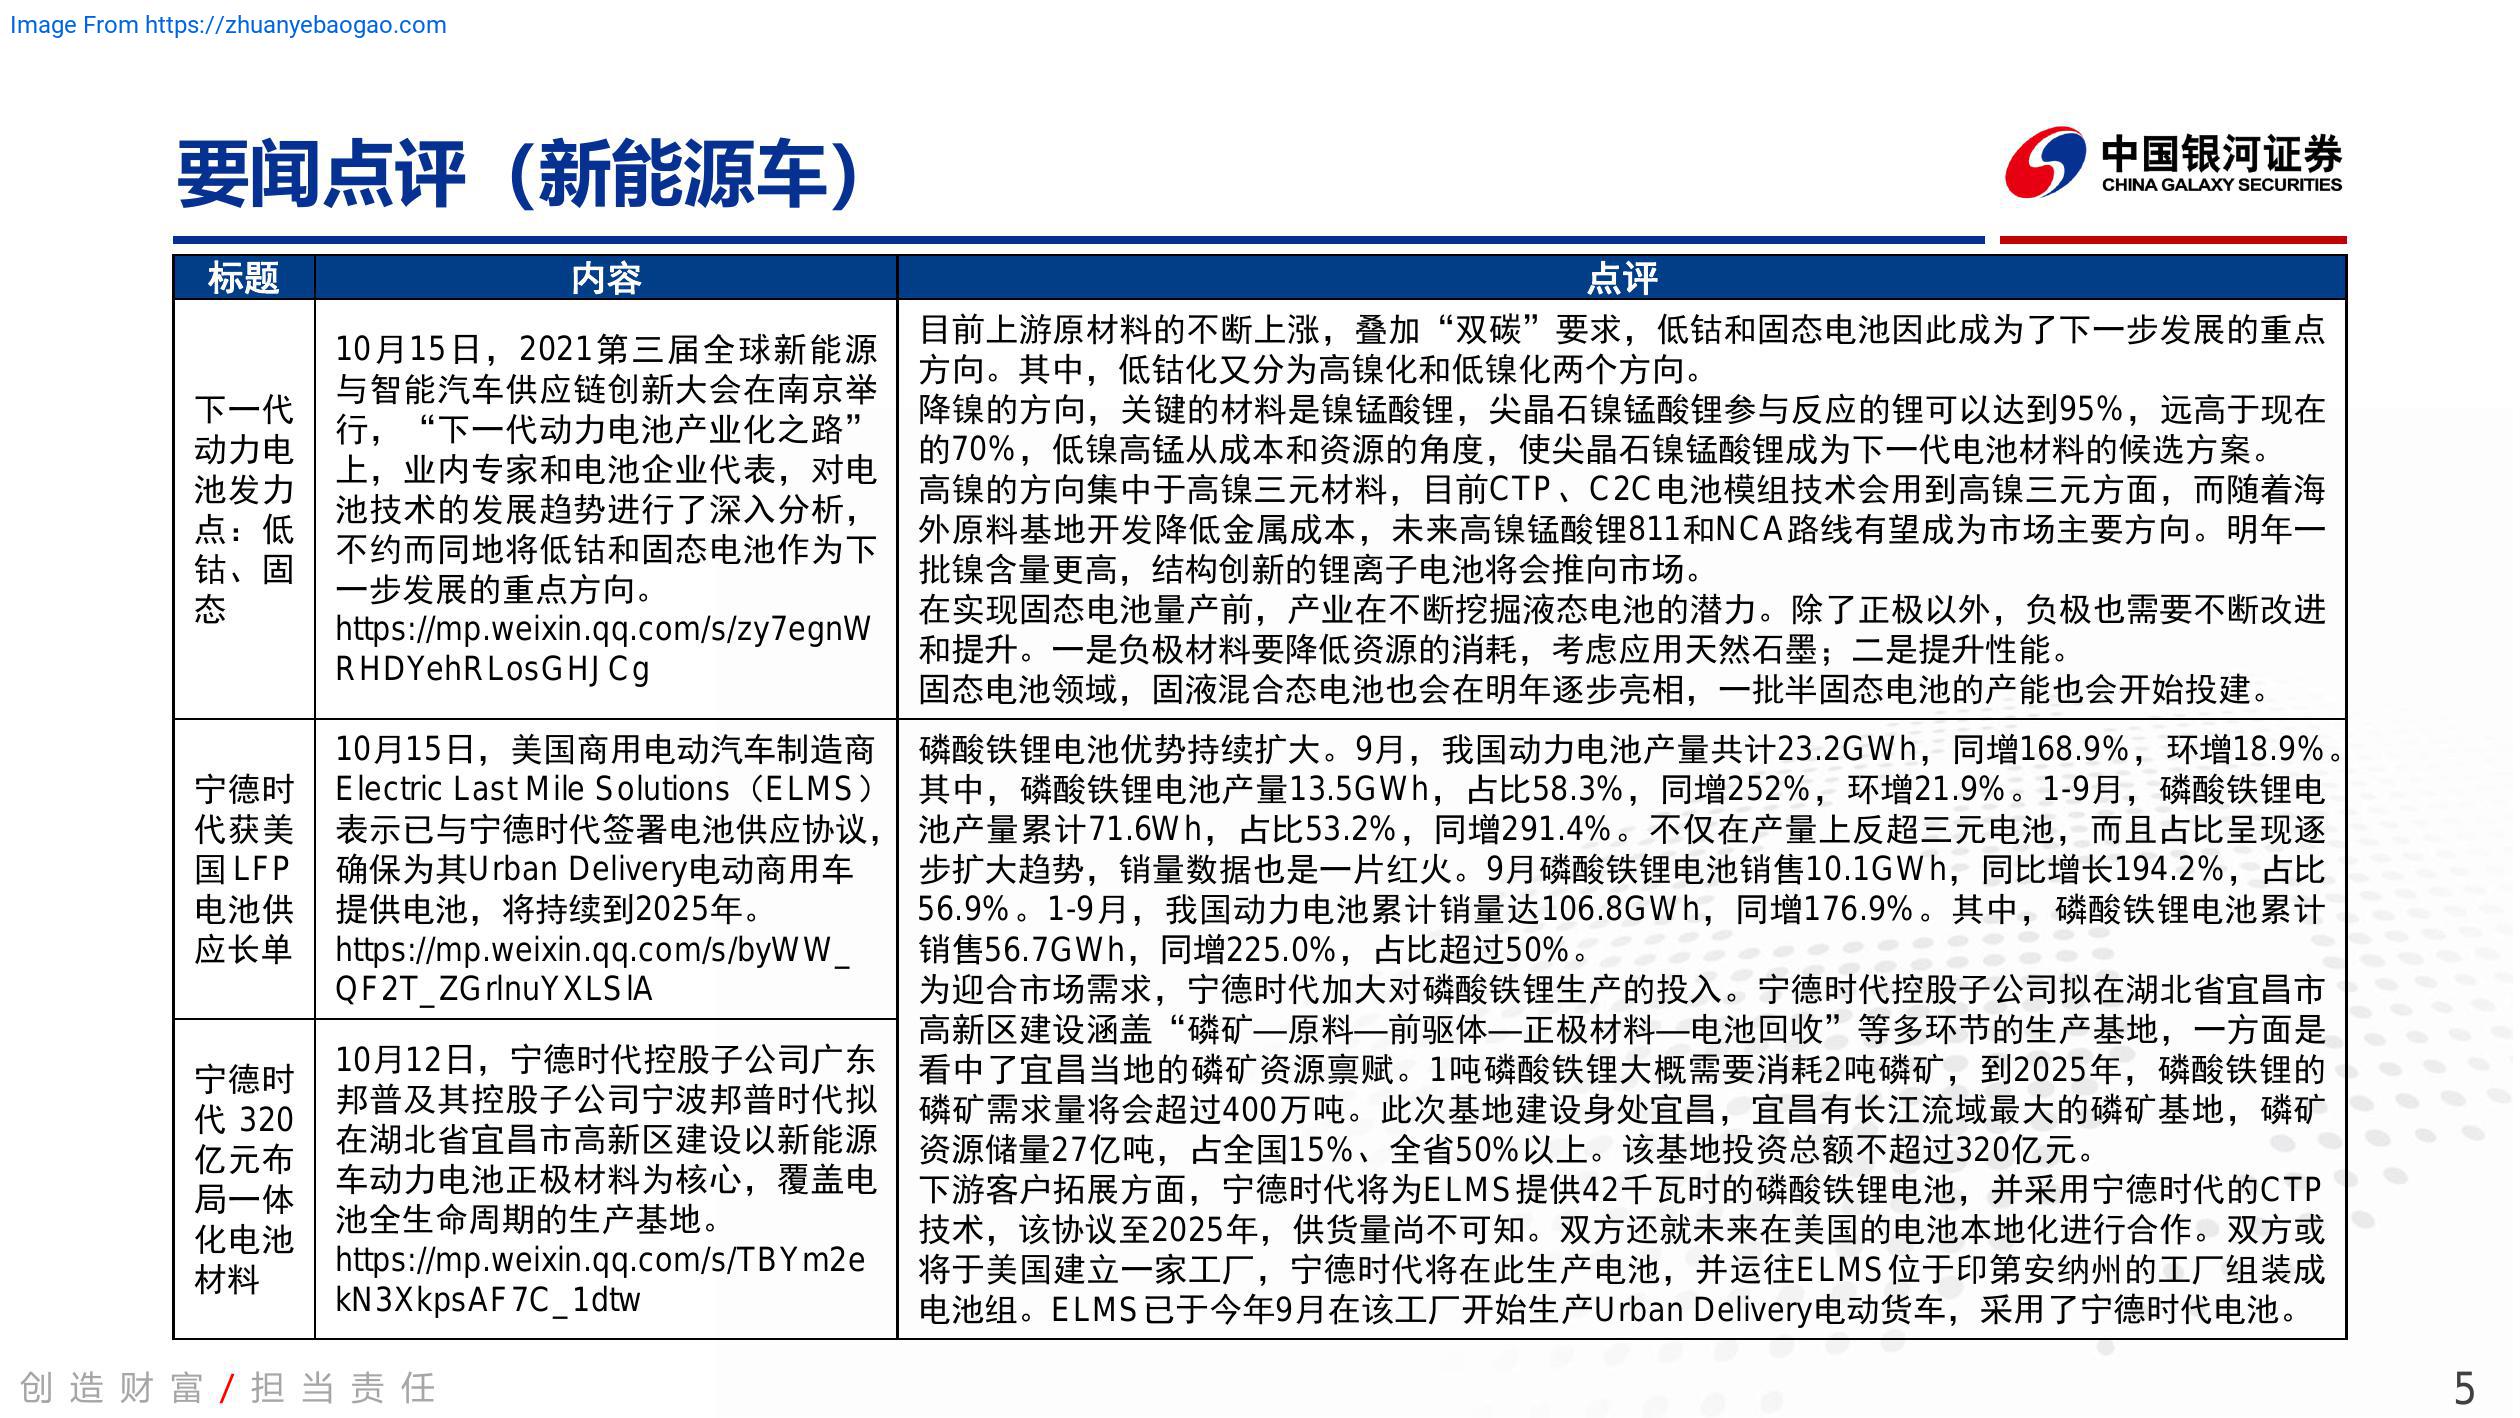 Image From https://zhuanyebaogao.com
要闻点评（新能源车）
中国银河证券
CHINA GALAXY SECURITIES
标题
内容
点评
下一代
动力电
池发力
点：低
钴、固
态
10月15日，2021第三届全球新能源
与智能汽车供应链创新大会在南京举
行，“下一代动力电池产业化之路”
上，业内专家和电池企业代表，对电
池技术的发展趋势进行了深入分析，
不约而同地将低钴和固态电池作为下
一步发展的重点方向。
https://mp.weixin.qq.com/s/zy7egnW
RHDYehRLosGHJCg
目前上游原材料的不断上涨，叠加“双碳”要求，低钴和固态电池因此成为了下一步发展的重点
方向。其中，低钴化又分为高镍化和低镍化两个方向。
降镍的方向，关键的材料是镍锰酸锂，尖晶石镍锰酸锂参与反应的锂可以达到95%，远高于现在
的70%，低镍高锰从成本和资源的角度，使尖晶石镍锰酸锂成为下一代电池材料的候选方案。
高镍的方向集中于高镍三元材料，目前CTP、C2C电池模组技术会用到高镍三元方面，而随着海
外原料基地开发降低金属成本，未来高镍锰酸锂811和NCA路线有望成为市场主要方向。明年一
批镍含量更高，结构创新的锂离子电池将会推向市场。
在实现固态电池量产前，产业在不断挖掘液态电池的潜力。除了正极以外，负极也需要不断改进
和提升。一是负极材料要降低资源的消耗，考虑应用天然石墨；二是提升性能。
固态电池领域，固液混合态电池也会在明年逐步亮相，一批半固态电池的产能也会开始投建。
宁德时
代获美
国LFP
电池供
应长单
10月15日，美国商用电动汽车制造商
Electric Last Mile Solutions（ELMS）
表示已与宁德时代签署电池供应协议，
确保为其Urban Delivery电动商用车
提供电池，将持续到2025年。
https://mp.weixin.qq.com/s/byWW_
QF2T_ZGrlnuYXLSlA
磷酸铁锂电池优势持续扩大。9月，我国动力电池产量共计23.2GWh，同增168.9%，环增18.9%。
其中，磷酸铁锂电池产量13.5GWh，占比58.3%，同增252%，环增21.9%。1-9月，磷酸铁锂电
池产量累计71.6Wh，占比53.2%，同增291.4%。不仅在产量上反超三元电池，而且占比呈现逐
步扩大趋势，销量数据也是一片红火。9月磷酸铁锂电池销售10.1GWh，同比增长194.2%，占比
56.9%。1-9月，我国动力电池累计销量达106.8GWh，同增176.9%。其中，磷酸铁锂电池累计
销售56.7GWh，同增225.0%，占比超过50%。
为迎合市场需求，宁德时代加大对磷酸铁锂生产的投入。宁德时代控股子公司拟在湖北省宜昌市
高新区建设涵盖“磷矿—原料—前驱体—正极材料—电池回收”等多环节的生产基地，一方面是
看中了宜昌当地的磷矿资源禀赋。1吨磷酸铁锂大概需要消耗2吨磷矿，到2025年，磷酸铁锂的
磷矿需求量将会超过400万吨。此次基地建设身处宜昌，宜昌有长江流域最大的磷矿基地，磷矿
资源储量27亿吨，占全国15%、全省50%以上。该基地投资总额不超过320亿元。
下游客户拓展方面，宁德时代将为ELMS提供42千瓦时的磷酸铁锂电池，并采用宁德时代的CTP
技术，该协议至2025年，供货量尚不可知。双方还就未来在美国的电池本地化进行合作。双方或
将于美国建立一家工厂，宁德时代将在此生产电池，并运往ELMS位于印第安纳州的工厂组装成
电池组。ELMS已于今年9月在该工厂开始生产Urban Delivery电动货车，采用了宁德时代电池。
宁德时
代 320
亿元布
局一体
化电池
材料
10月12日，宁德时代控股子公司广东
邦普及其控股子公司宁波邦普时代拟
在湖北省宜昌市高新区建设以新能源
车动力电池正极材料为核心，覆盖电
池全生命周期的生产基地。
https://mp.weixin.qq.com/s/TBYm2e
kN3XkpsAF7C_1dtw
创造财富/担当责任
5